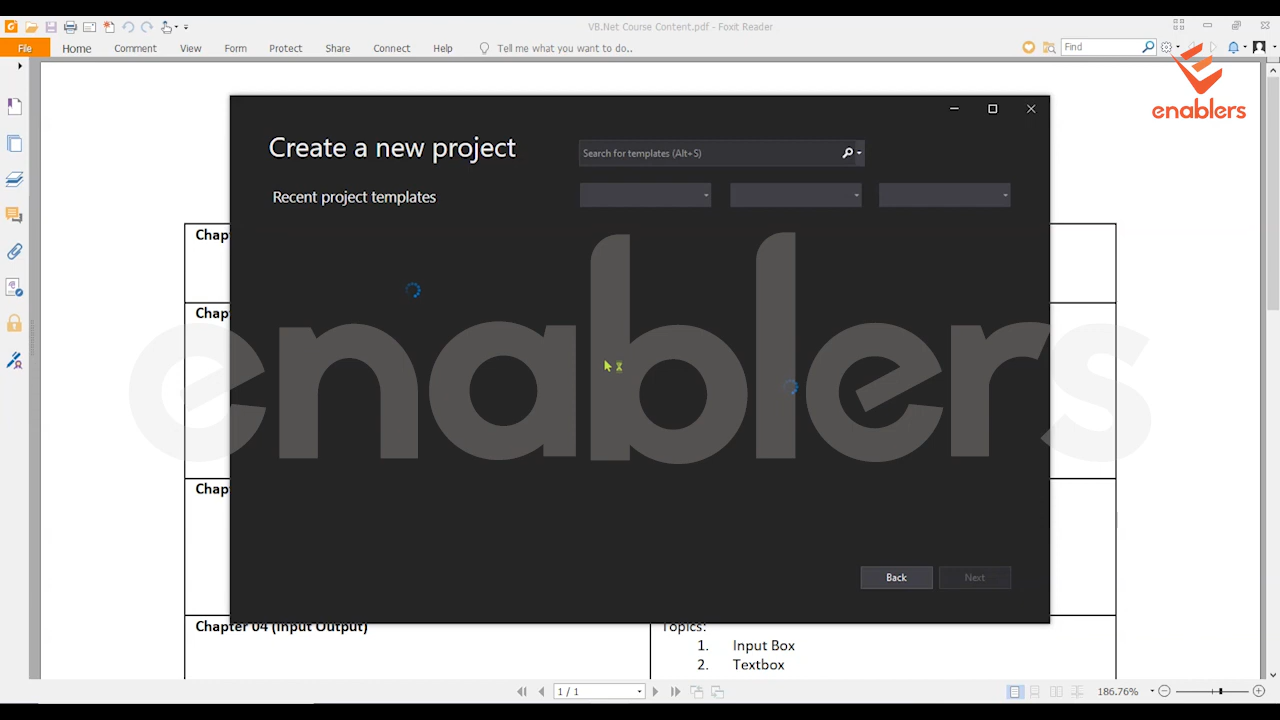 VB.Net Course Content.pdf - Foxit Reader
File Home Comment View Form Protect Share Connect Help Tell me what you want to do.. Find
enablers
Create a new project
Search for templates (Alt+S)
Recent project templates
Chap
Chap
enablers
Chap
Back Next
Chapter 04 (Input Output)
Topics:
1. Input Box
2. Textbox
1 / 1
186.76%